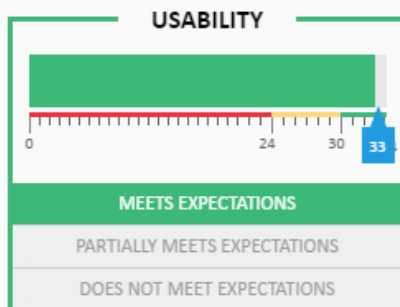 USABILITY
0 24 30
33
MEETS EXPECTATIONS
PARTIALLY MEETS EXPECTATIONS
DOES NOT MEET EXPECTATIONS